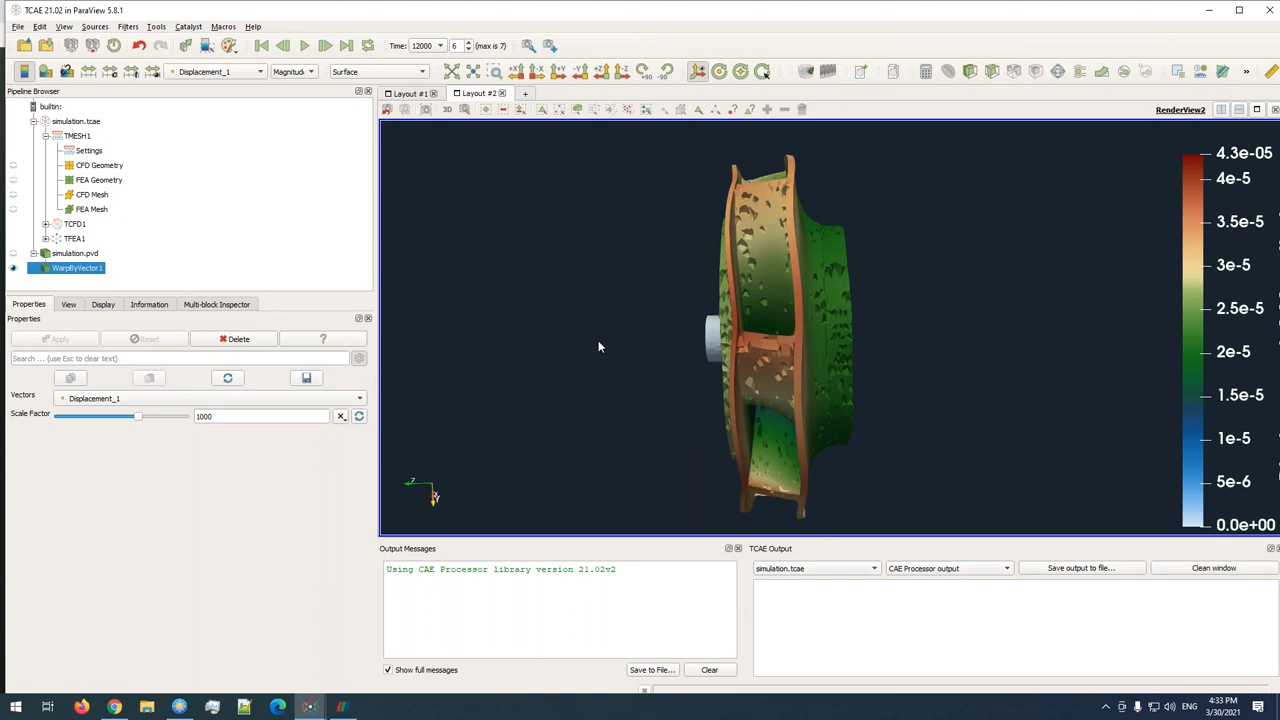 TCAE 21.02 in ParaView 5.8.1
File Edit View Sources Filters Tools Catalyst Macros Help
Time: 12000 6 (max is 7)
Displacement_1 Magnitud Surface
Pipeline Browser
Layout #1 Layout #2 +
builtin:
3D
RenderView2
simulation.tcae
TMESH1
Settings
CFD Geometry
FEA Geometry
CFD Mesh
FEA Mesh
TCFD1
TFEA1
simulation.pvd
WarpByVector1
Properties View Display Information Multi-block Inspector
Properties
Apply Reset Delete ?
Search ... (use Esc to clear text)
Vectors Displacement_1
Scale Factor 1000
4.3e-05
4e-5
3.5e-5
3e-5
2.5e-5
2e-5
1.5e-5
1e-5
5e-6
0.0e+00
Z
Y
Output Messages
Using CAE Processor library version 21.02v2
Show full messages Save to File... Clear
TCAE Output
simulation.tcae CAE Processor output Save output to file... Clean window
ENG 4:33 PM
3/30/2021